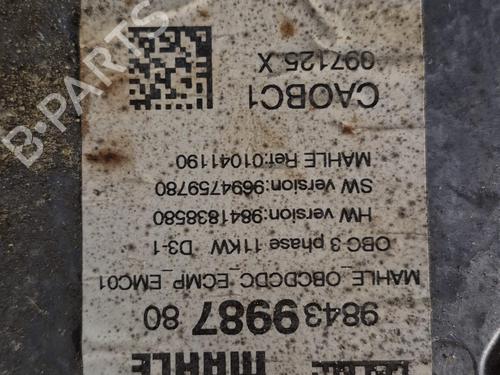 MAHLE
9843 9987 80
MAHLE_OBCDCDC_ECMP_EMC01
OBC 3 phase 11KW D3-1
HW version:9841838580
SW version:9694759780
MAHLE Ref:01041190
CAOBC1
097125.X
B-PARTS